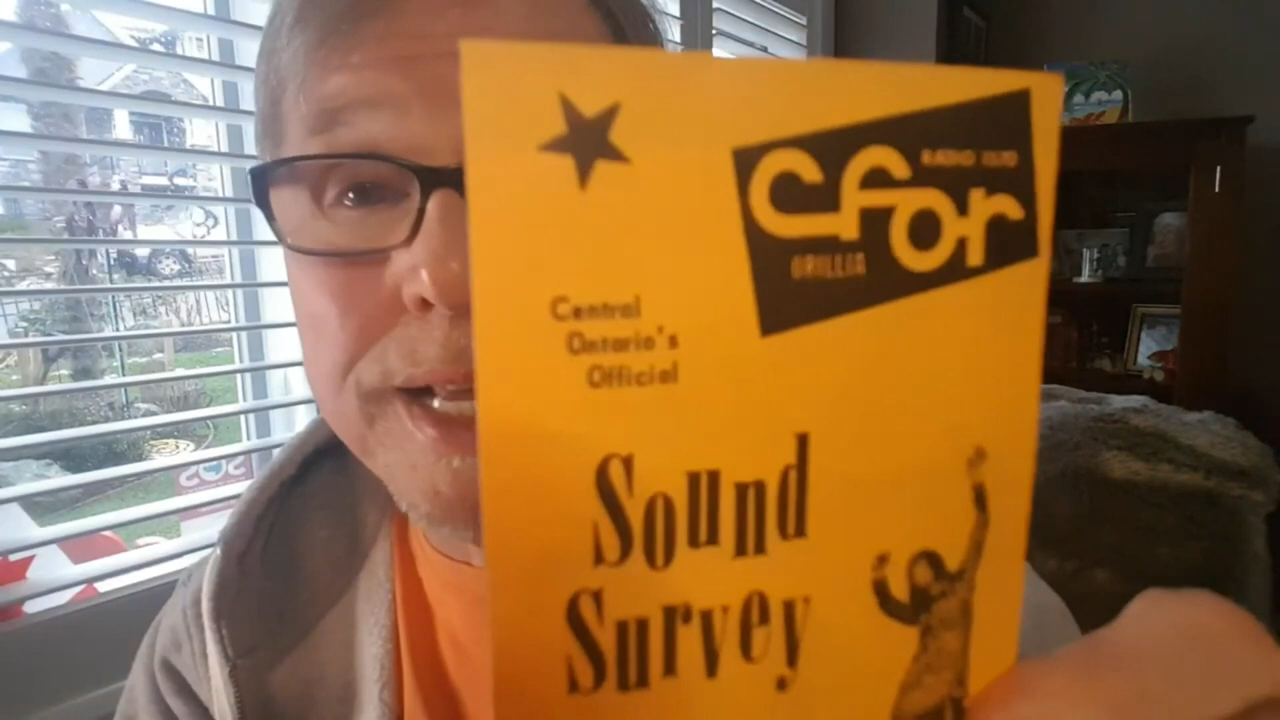 RADIO 1570
cfor
ORILLIA
Central
Ontario's
Official
Sound
Survey